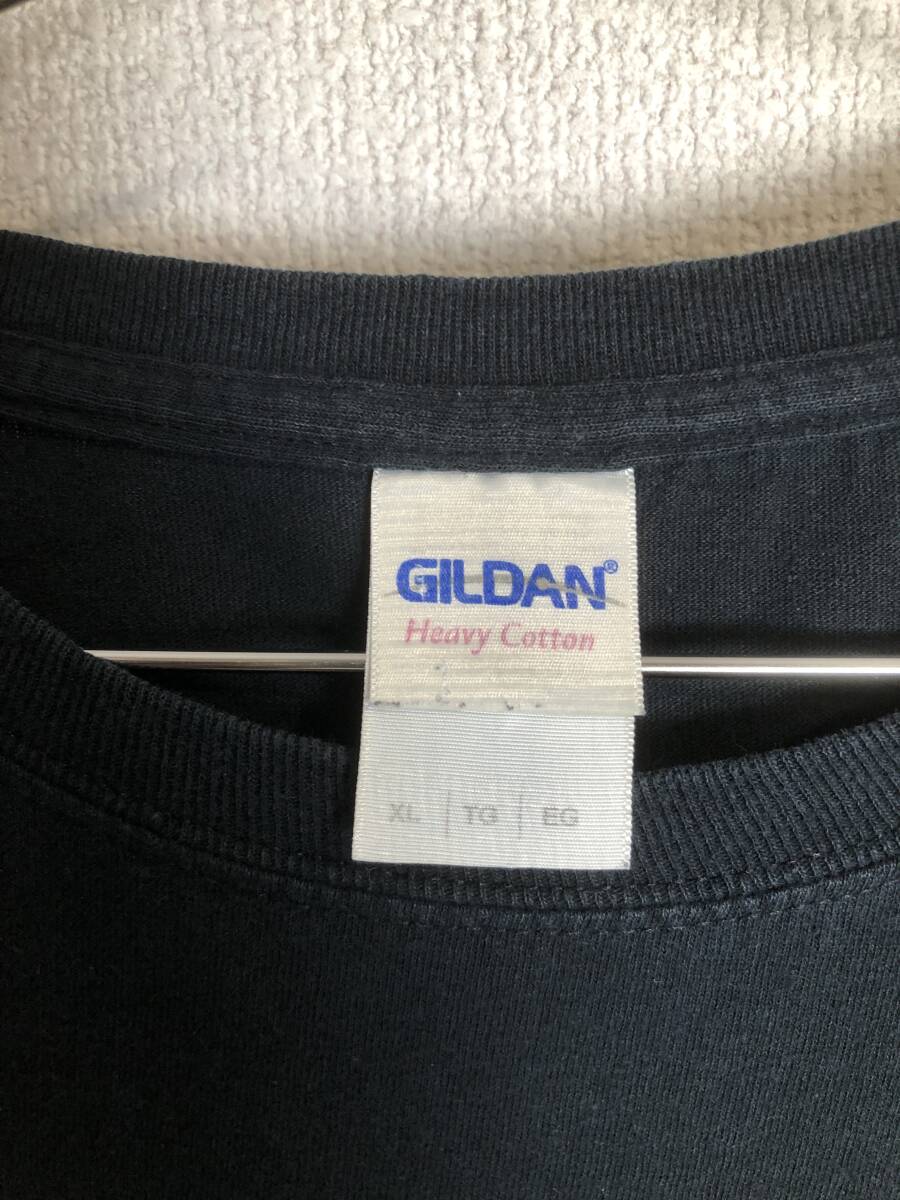 GILDAN®
Heavy Cotton
XL | TG | EG